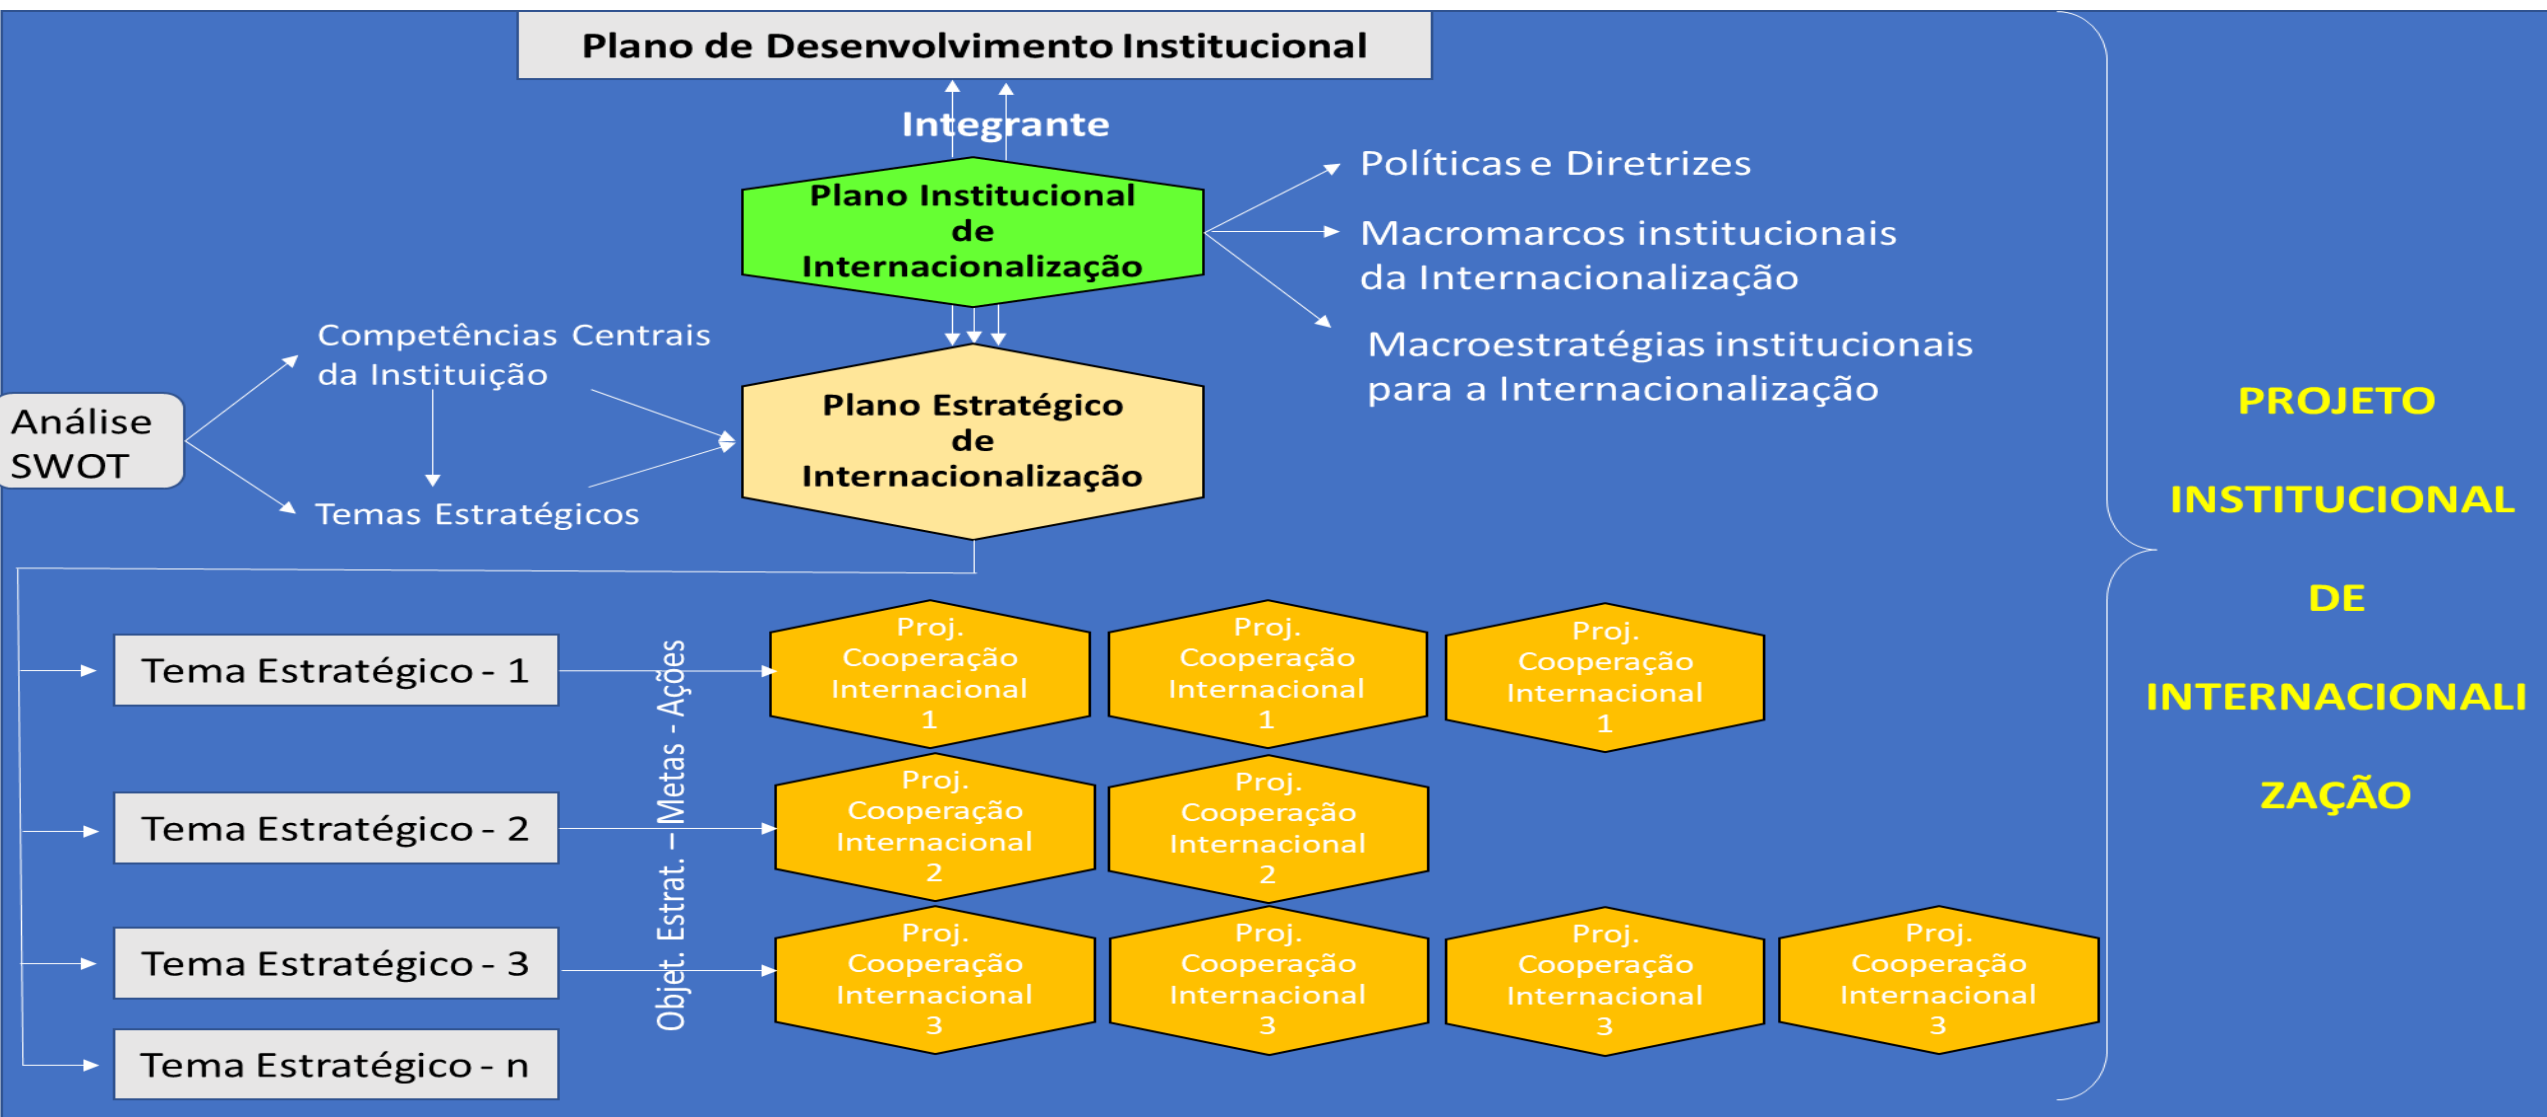 Plano de Desenvolvimento Institucional
Integrante
Plano Institucional
de
Internacionalização
Políticas e Diretrizes
Macromarcos institucionais
da Internacionalização
Macroestratégias institucionais
para a Internacionalização
Análise
SWOT
Competências Centrais
da Instituição
Temas Estratégicos
Plano Estratégico
de
Internacionalização
Tema Estratégico - 1
Tema Estratégico - 2
Tema Estratégico - 3
Tema Estratégico - n
Objet. Estrat. – Metas - Ações
Proj.
Cooperação
Internacional
1
Proj.
Cooperação
Internacional
1
Proj.
Cooperação
Internacional
1
Proj.
Cooperação
Internacional
2
Proj.
Cooperação
Internacional
2
Proj.
Cooperação
Internacional
3
Proj.
Cooperação
Internacional
3
Proj.
Cooperação
Internacional
3
Proj.
Cooperação
Internacional
3
PROJETO
INSTITUCIONAL
DE
INTERNACIONALI
ZAÇÃO